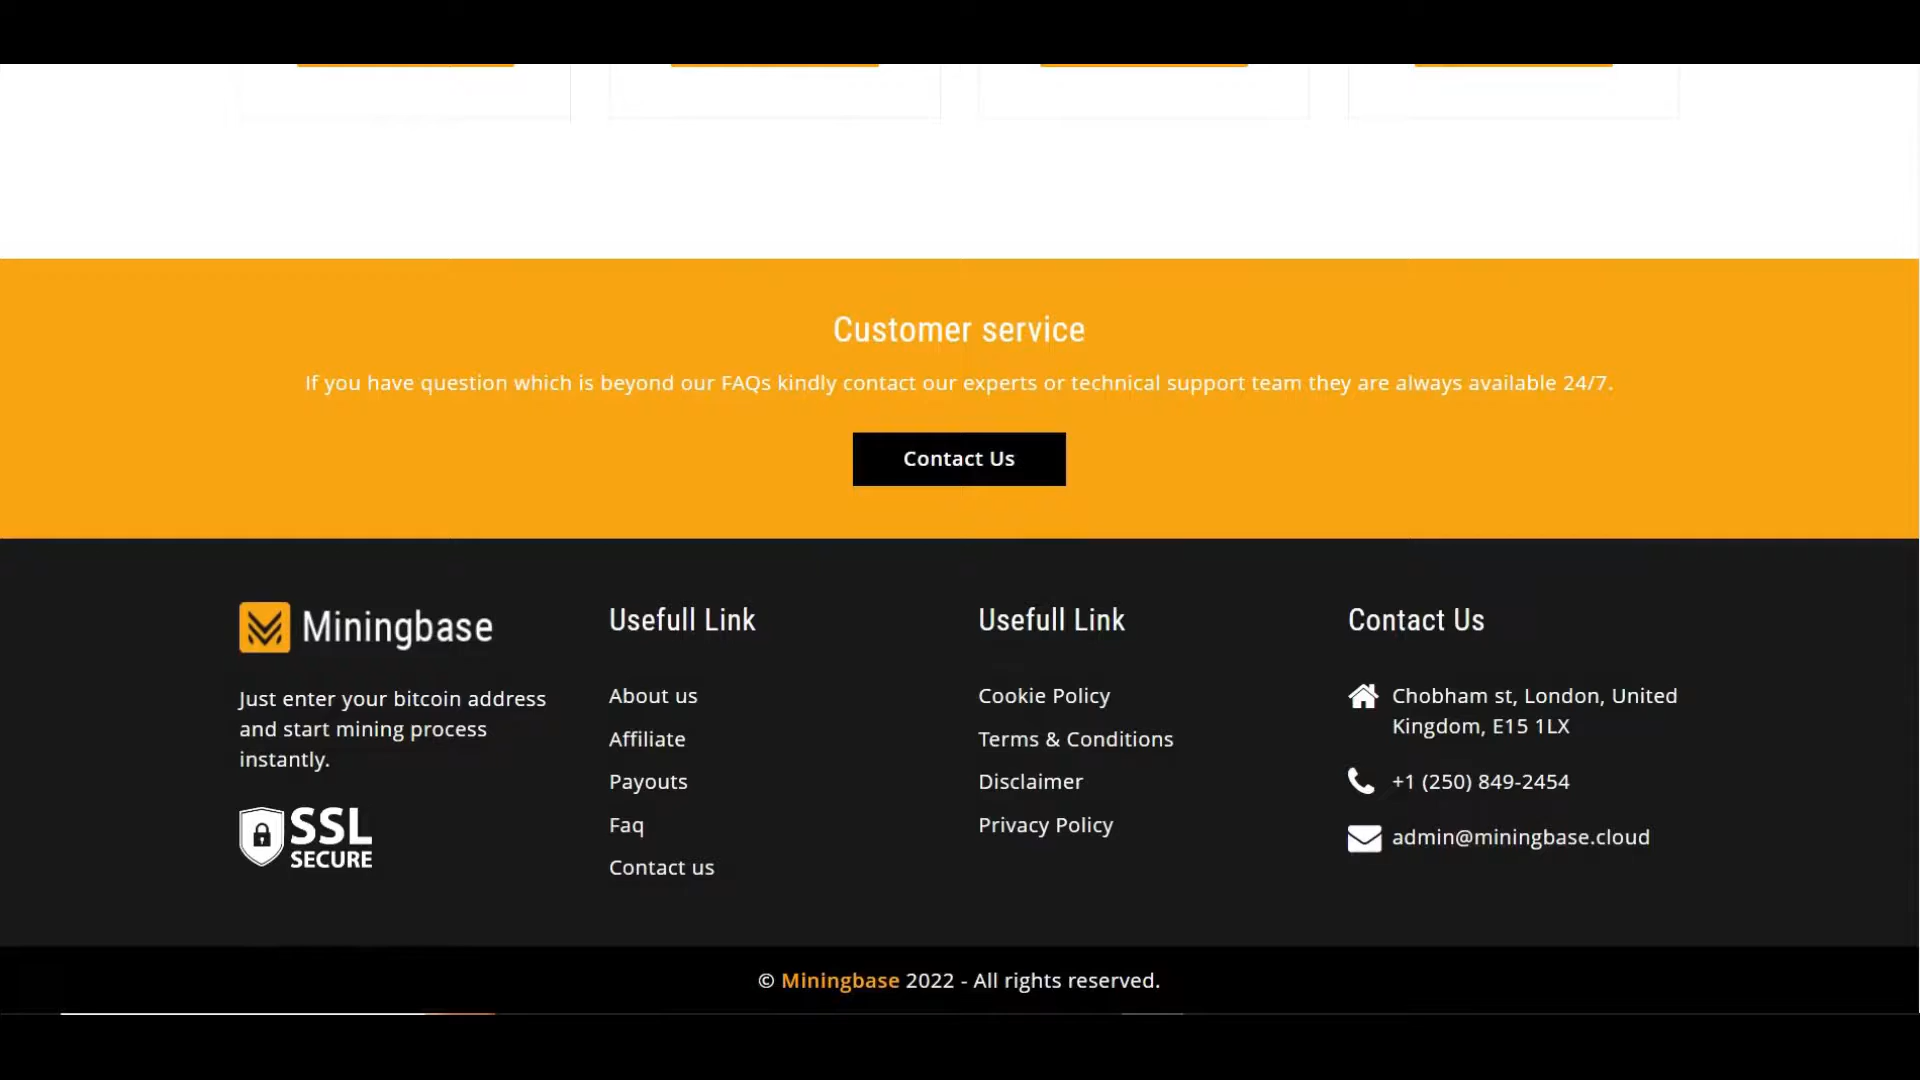 Customer service
If you have question which is beyond our FAQs kindly contact our experts or technical support team they are always available 24/7.
Contact Us
Miningbase
Just enter your bitcoin address
and start mining process
instantly.
SSL
SECURE
Usefull Link
About us
Affiliate
Payouts
Faq
Contact us
Usefull Link
Cookie Policy
Terms & Conditions
Disclaimer
Privacy Policy
Contact Us
Chobham st, London, United
Kingdom, E15 1LX
+1 (250) 849-2454
admin@miningbase.cloud
© Miningbase 2022 - All rights reserved.